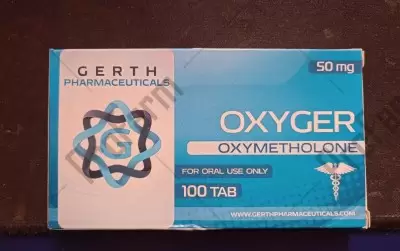 GERTH
PHARMACEUTICALS
50 mg
OXYGER
OXYMETHOLONE
FOR ORAL USE ONLY
100 TAB
WWW.GERTHPHARMACEUTICALS.COM